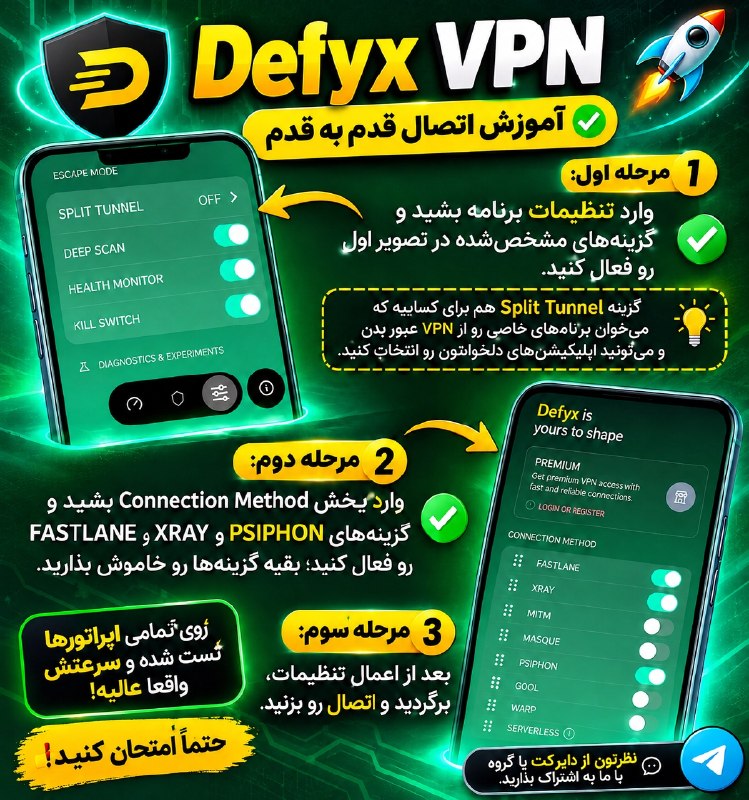 Defyx VPN
آموزش اتصال قدم به قدم
ESCAPE MODE
SPLIT TUNNEL OFF
DEEP SCAN
HEALTH MONITOR
KILL SWITCH
DIAGNOSTICS & EXPERIMENTS
1 مرحله اول:
وارد تنظیمات برنامه بشید و
گزینه‌های مشخص‌شده در تصویر اول
رو فعال کنید.
گزینه Split Tunnel هم برای کساییه که
می‌خوان برنامه‌های خاصی رو از VPN عبور بدن
و می‌تونید اپلیکیشن‌های دلخواتون رو انتخاب کنید.
2 مرحله دوم:
وارد بخش Connection Method بشید و
گزینه‌های PSIPHON و XRAY و FASTLANE
رو فعال کنید؛ بقیه گزینه‌ها رو خاموش بذارید.
Defyx is
yours to shape
PREMIUM
Get premium VPN access with
fast and reliable connections.
LOGIN OR REGISTER
CONNECTION METHOD
FASTLANE
XRAY
MITM
MASQUE
PSIPHON
GOOL
WARP
SERVERLESS
3 مرحله سوم:
بعد از اعمال تنظیمات،
برگردید و اتصال رو بزنید.
روی تمامی اپراتورها
تست شده و سرعتش
واقعا عالیه!
حتماً امتحان کنید!
نظرتون از دایرکت یا گروه
با ما به اشتراک بذارید.